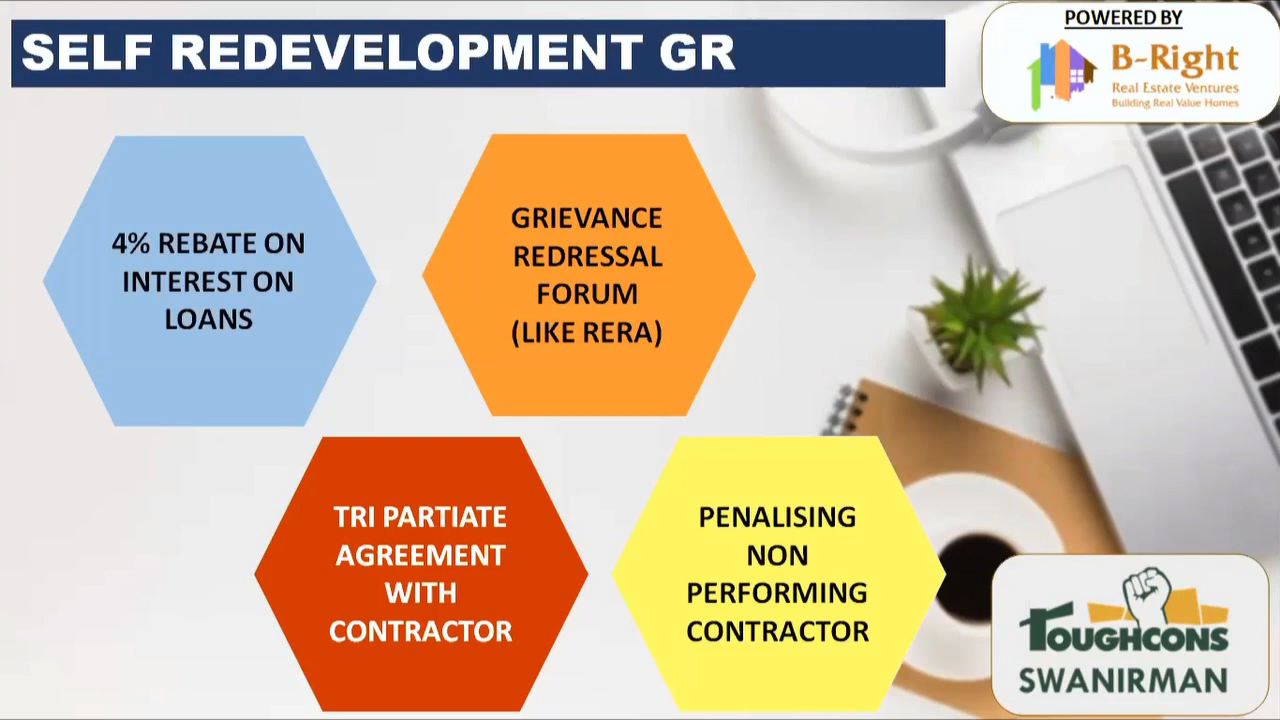 SELF REDEVELOPMENT GR
POWERED BY
B-Right
Real Estate Ventures
Building Real Value Homes
4% REBATE ON
INTEREST ON
LOANS
GRIEVANCE
REDRESSAL
FORUM
(LIKE RERA)
TRI PARTIATE
AGREEMENT
WITH
CONTRACTOR
PENALISING
NON
PERFORMING
CONTRACTOR
TOUGHCONS
SWANIRMAN